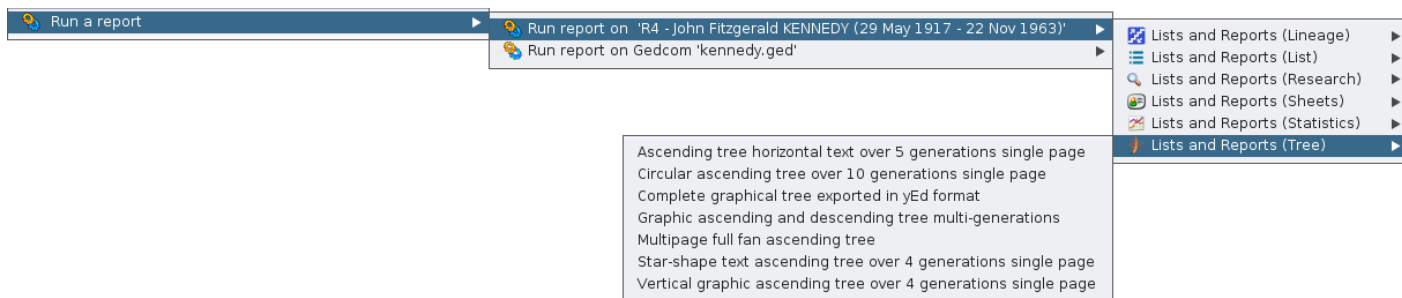 Run a report
Run report on 'R4 - John Fitzgerald KENNEDY (29 May 1917 - 22 Nov 1963)'
Run report on Gedcom 'kennedy.ged'
Lists and Reports (Lineage)
Lists and Reports (List)
Lists and Reports (Research)
Lists and Reports (Sheets)
Lists and Reports (Statistics)
Lists and Reports (Tree)
Ascending tree horizontal text over 5 generations single page
Circular ascending tree over 10 generations single page
Complete graphical tree exported in yEd format
Graphic ascending and descending tree multi-generations
Multipage full fan ascending tree
Star-shape text ascending tree over 4 generations single page
Vertical graphic ascending tree over 4 generations single page